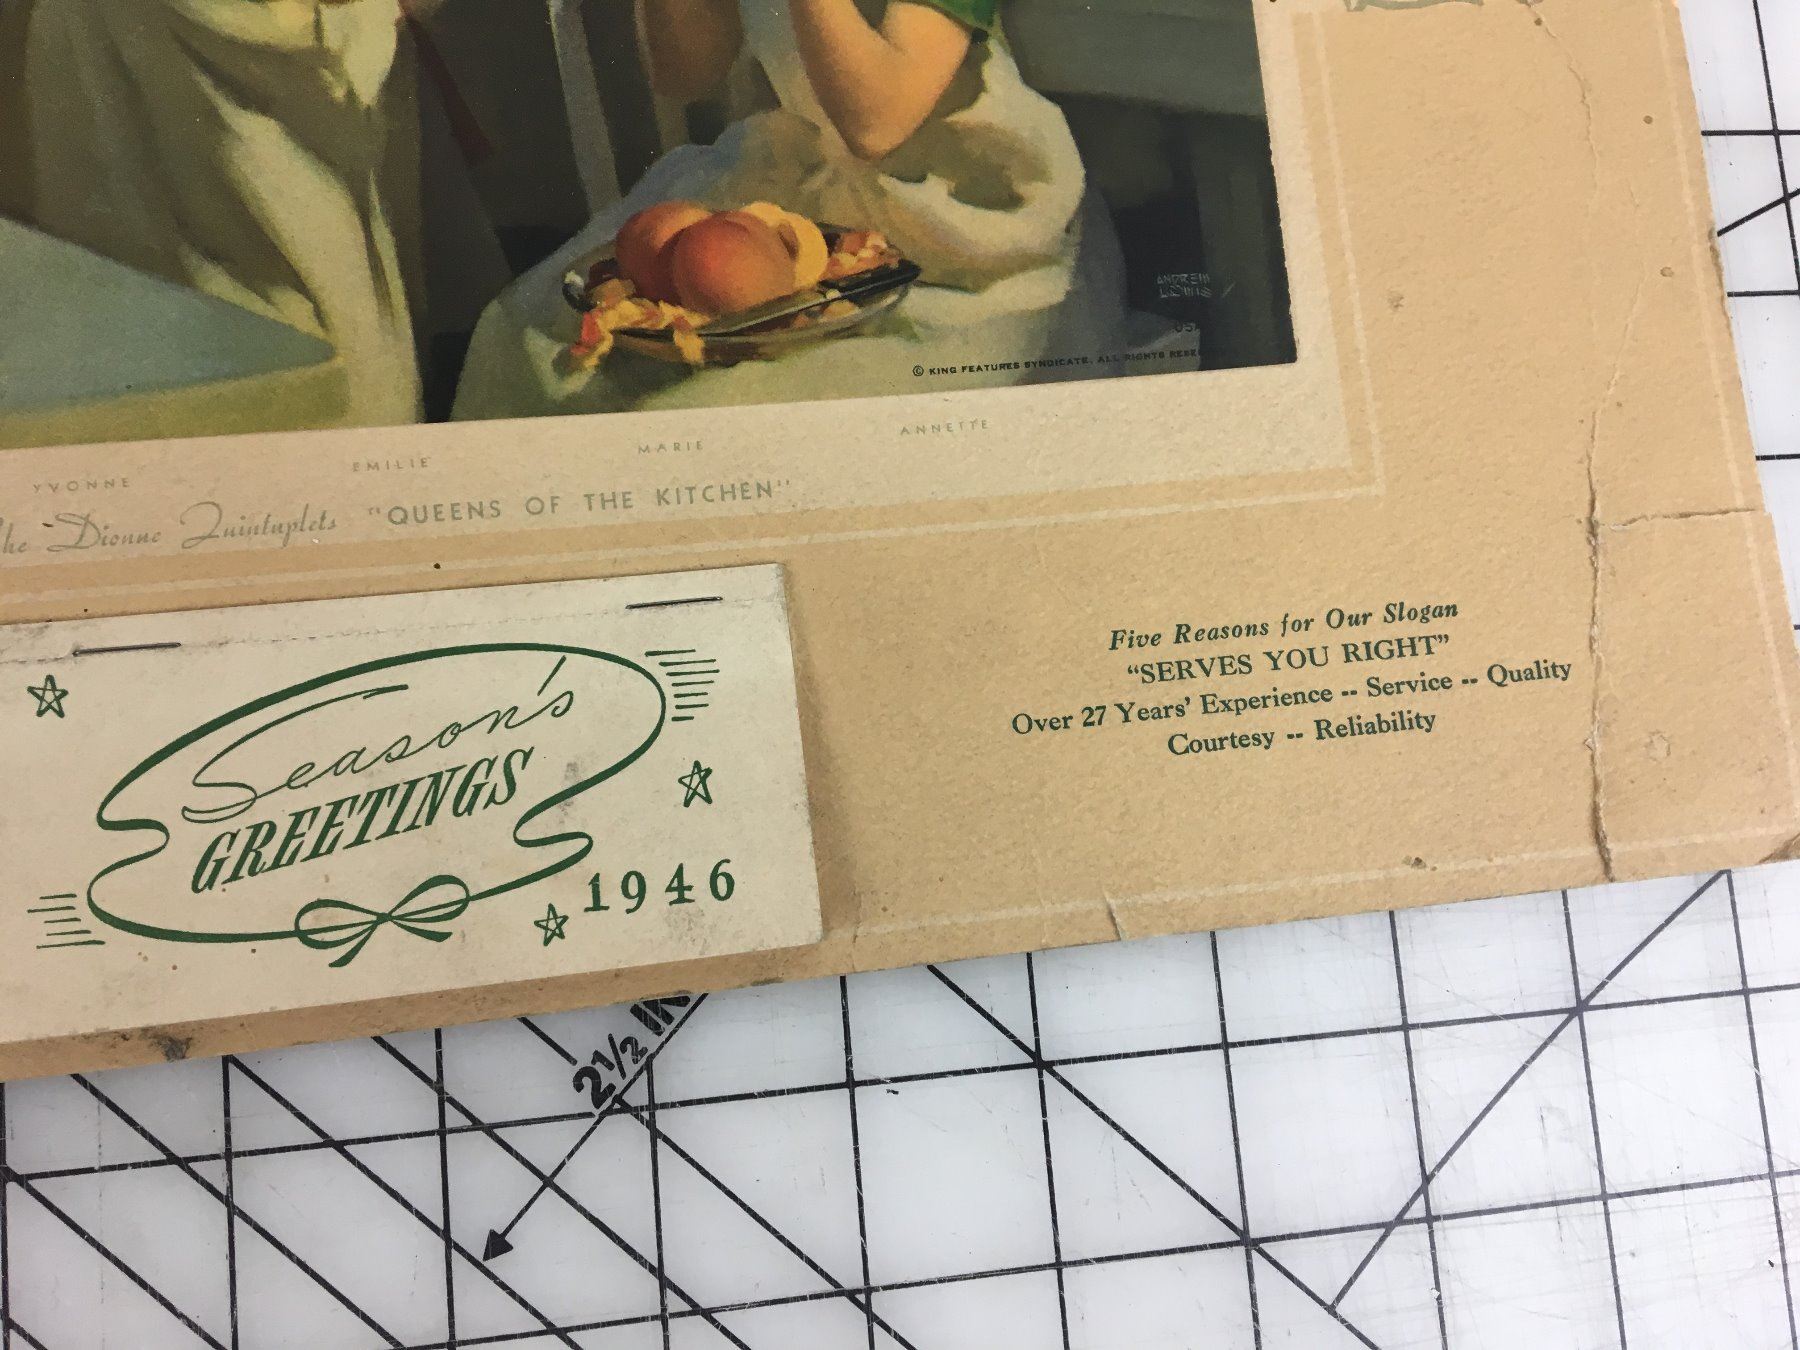 ANDREW
LOOMIS
USA
© KING FEATURES SYNDICATE. ALL RIGHTS
YVONNE EMILIE MARIE ANNETTE
Dionne Quintuplets "QUEENS OF THE KITCHEN"
Season's
GREETINGS
1946
Five Reasons for Our Slogan
"SERVES YOU RIGHT"
Over 27 Years' Experience -- Service -- Quality
Courtesy -- Reliability
2½ IN